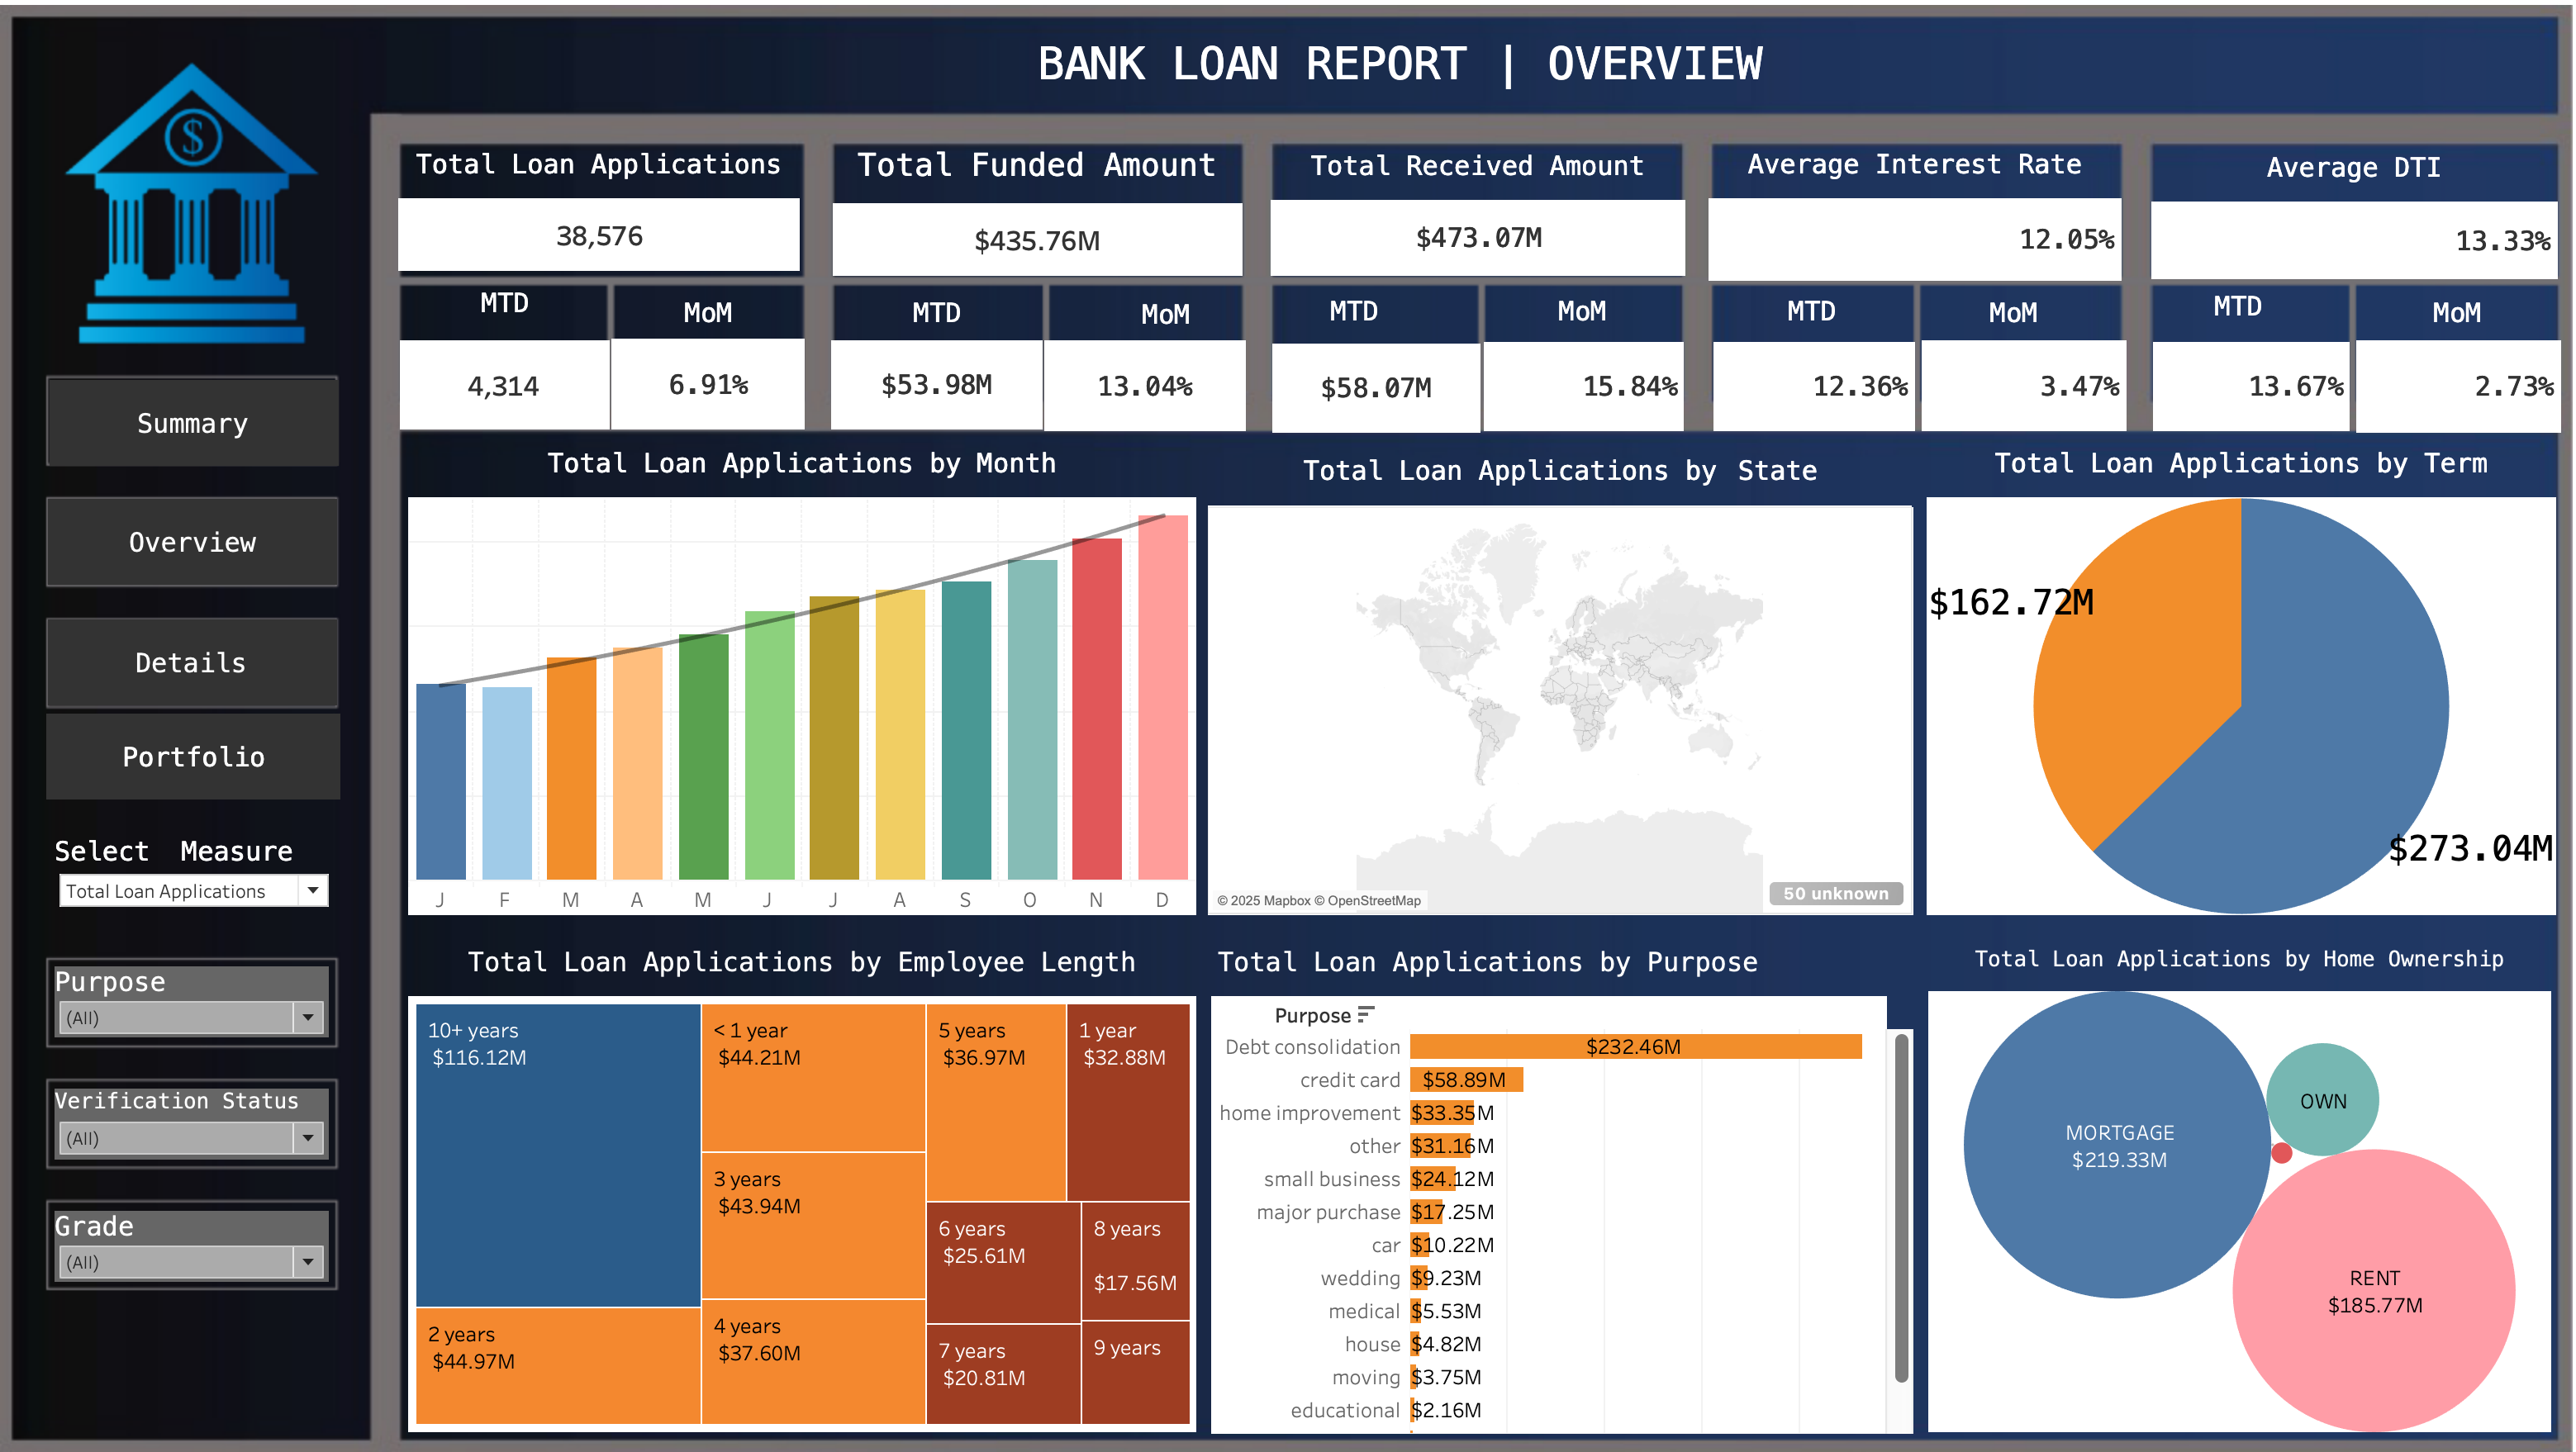 BANK LOAN REPORT | OVERVIEW
$
Summary
Overview
Details
Portfolio
Select Measure
Total Loan Applications
Purpose
(All)
Verification Status
(All)
Grade
(All)
Total Loan Applications
38,576
MTD
MoM
4,314
6.91%
Total Funded Amount
$435.76M
MTD
MoM
$53.98M
13.04%
Total Received Amount
$473.07M
MTD
MoM
$58.07M
15.84%
Average Interest Rate
12.05%
MTD
MoM
12.36%
3.47%
Average DTI
13.33%
MTD
MoM
13.67%
2.73%
Total Loan Applications by Month
J F M A M J J A S O N D
Total Loan Applications by State
© 2025 Mapbox © OpenStreetMap
50 unknown
Total Loan Applications by Term
$162.72M
$273.04M
Total Loan Applications by Employee Length
10+ years
$116.12M
2 years
$44.97M
< 1 year
$44.21M
3 years
$43.94M
4 years
$37.60M
5 years
$36.97M
1 year
$32.88M
6 years
$25.61M
7 years
$20.81M
8 years
$17.56M
9 years
Total Loan Applications by Purpose
Purpose
Debt consolidation $232.46M
credit card $58.89M
home improvement $33.35M
other $31.16M
small business $24.12M
major purchase $17.25M
car $10.22M
wedding $9.23M
medical $5.53M
house $4.82M
moving $3.75M
educational $2.16M
Total Loan Applications by Home Ownership
MORTGAGE
$219.33M
OWN
RENT
$185.77M